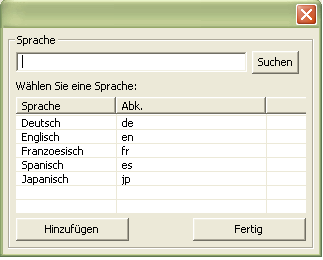 Sprache
Suchen
Wählen Sie eine Sprache:
Sprache Abk.
Deutsch de
Englisch en
Franzoesisch fr
Spanisch es
Japanisch jp
Hinzufügen Fertig